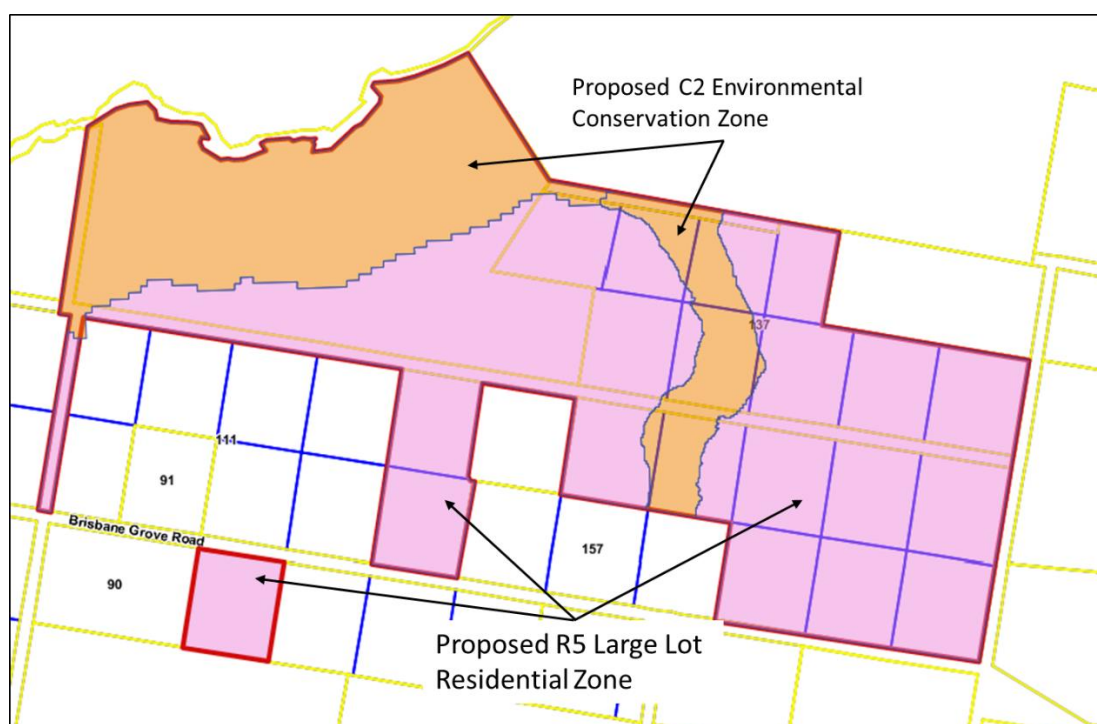 Proposed C2 Environmental
Conservation Zone
137
111
91
Brisbane Grove Road
157
90
Proposed R5 Large Lot
Residential Zone